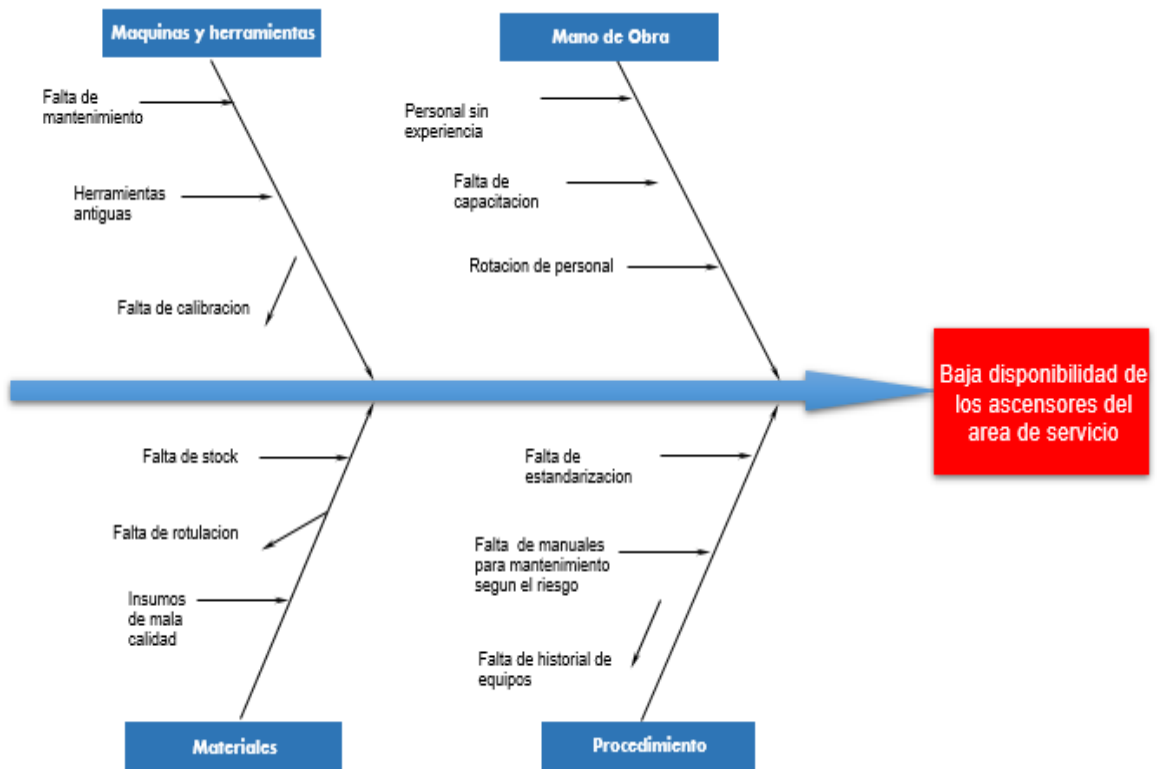 Maquinas y herramientas
Mano de Obra
Falta de
mantenimiento
Personal sin
experiencia
Herramientas
antiguas
Falta de
capacitacion
Rotacion de personal
Falta de calibracion
Baja disponibilidad de
los ascensores del
area de servicio
Falta de stock
Falta de
estandarizacion
Falta de rotulacion
Falta de manuales
para mantenimiento
segun el riesgo
Insumos
de mala
calidad
Falta de historial de
equipos
Materiales
Procedimiento